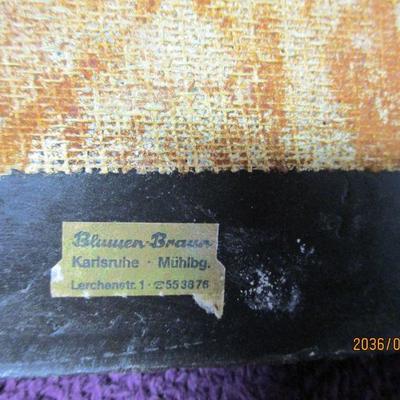 Blumen-Braun
Karlsruhe · Mühlbg.
Lerchenstr. 1 · ☎ 553876
2036/0